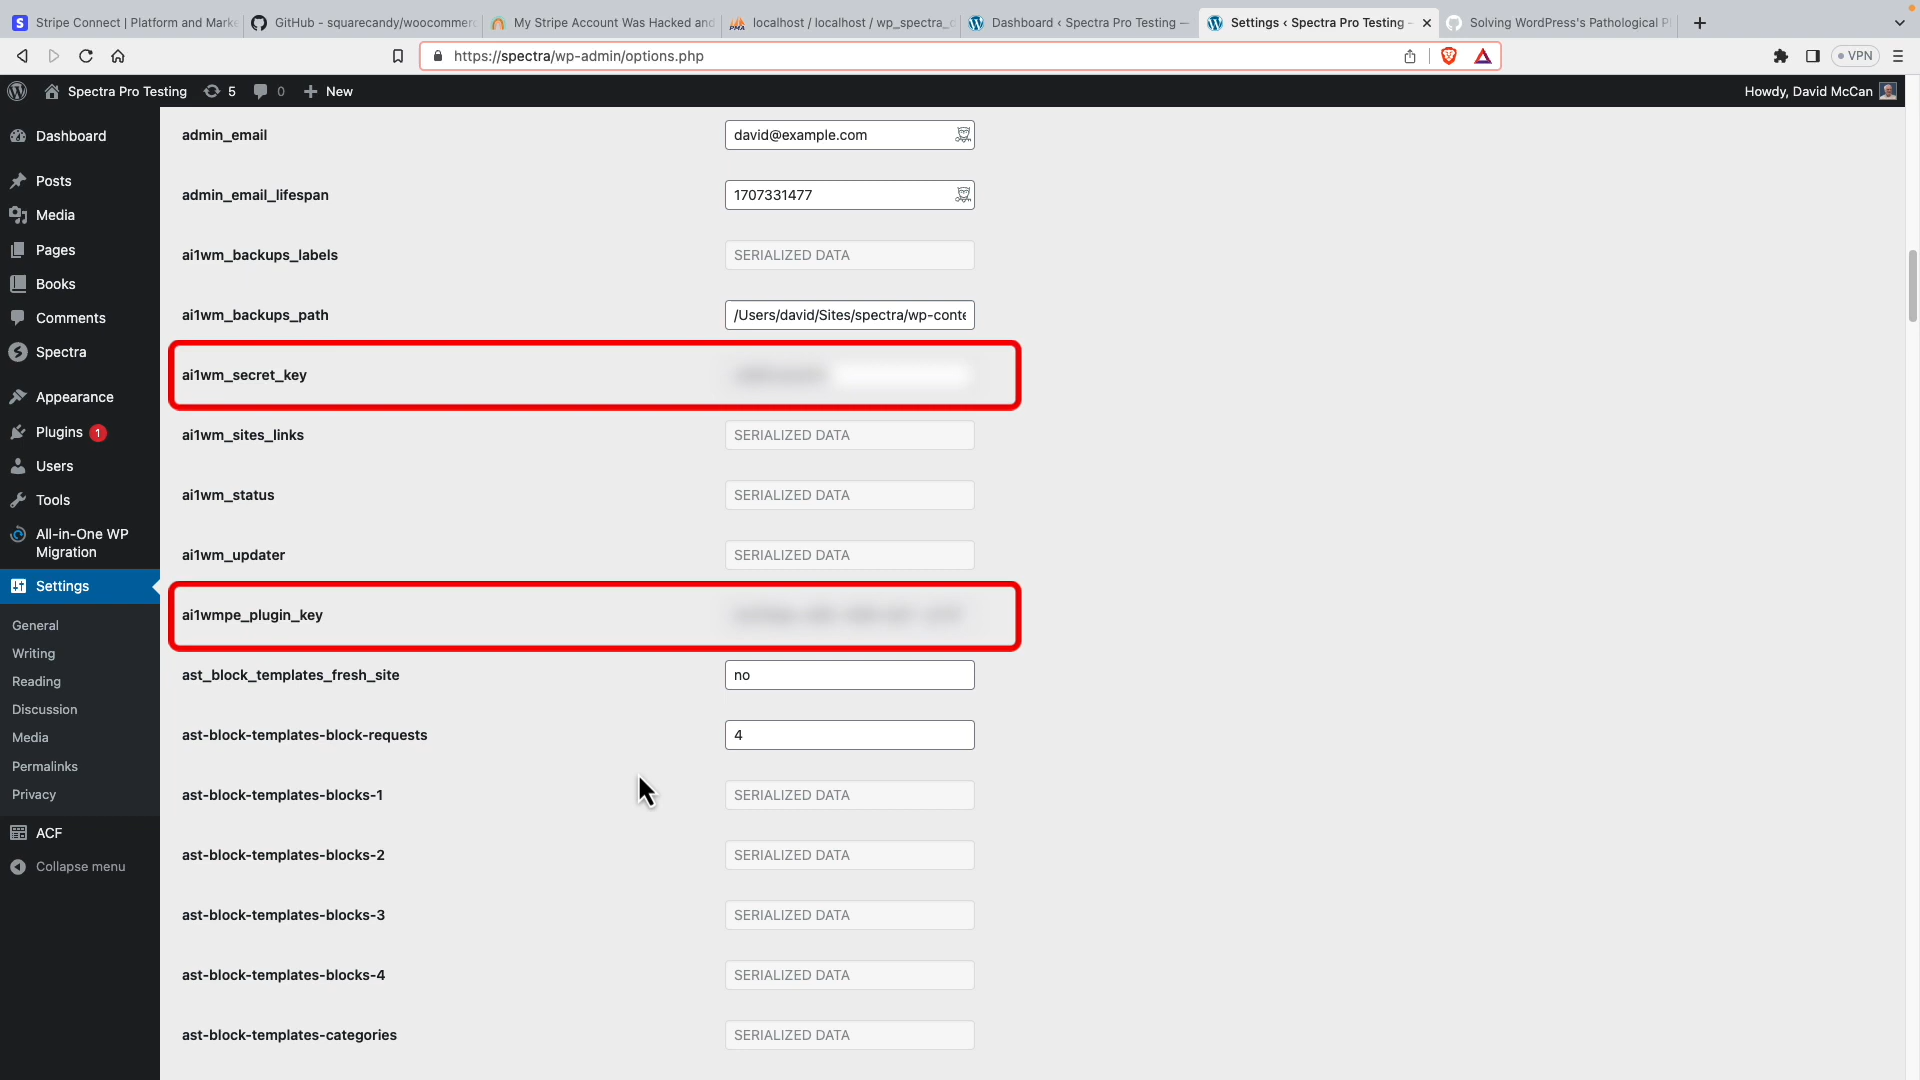 Stripe Connect | Platform and Mark
GitHub - squarecandy/woocommer
My Stripe Account Was Hacked and
localhost / localhost / wp_spectra_
Dashboard ‹ Spectra Pro Testing —
Settings ‹ Spectra Pro Testing -
Solving WordPress's Pathological P
https://spectra/wp-admin/options.php
VPN
Spectra Pro Testing
5
0
New
Howdy, David McCan
Dashboard
Posts
Media
Pages
Books
Comments
Spectra
Appearance
Plugins 1
Users
Tools
All-in-One WP
Migration
Settings
General
Writing
Reading
Discussion
Media
Permalinks
Privacy
ACF
Collapse menu
admin_email david@example.com
admin_email_lifespan 1707331477
ai1wm_backups_labels SERIALIZED DATA
ai1wm_backups_path /Users/david/Sites/spectra/wp-conte
ai1wm_secret_key
ai1wm_sites_links SERIALIZED DATA
ai1wm_status SERIALIZED DATA
ai1wm_updater SERIALIZED DATA
ai1wmpe_plugin_key
ast_block_templates_fresh_site no
ast-block-templates-block-requests 4
ast-block-templates-blocks-1 SERIALIZED DATA
ast-block-templates-blocks-2 SERIALIZED DATA
ast-block-templates-blocks-3 SERIALIZED DATA
ast-block-templates-blocks-4 SERIALIZED DATA
ast-block-templates-categories SERIALIZED DATA